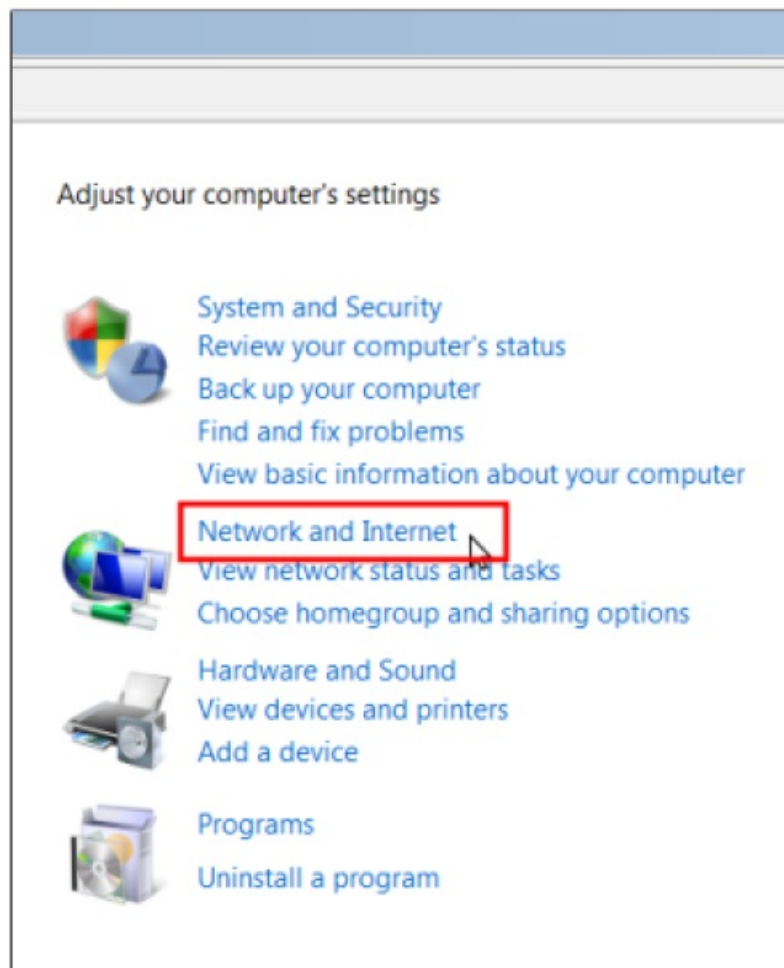 Adjust your computer's settings
System and Security
Review your computer's status
Back up your computer
Find and fix problems
View basic information about your computer
Network and Internet
View network status and tasks
Choose homegroup and sharing options
Hardware and Sound
View devices and printers
Add a device
Programs
Uninstall a program